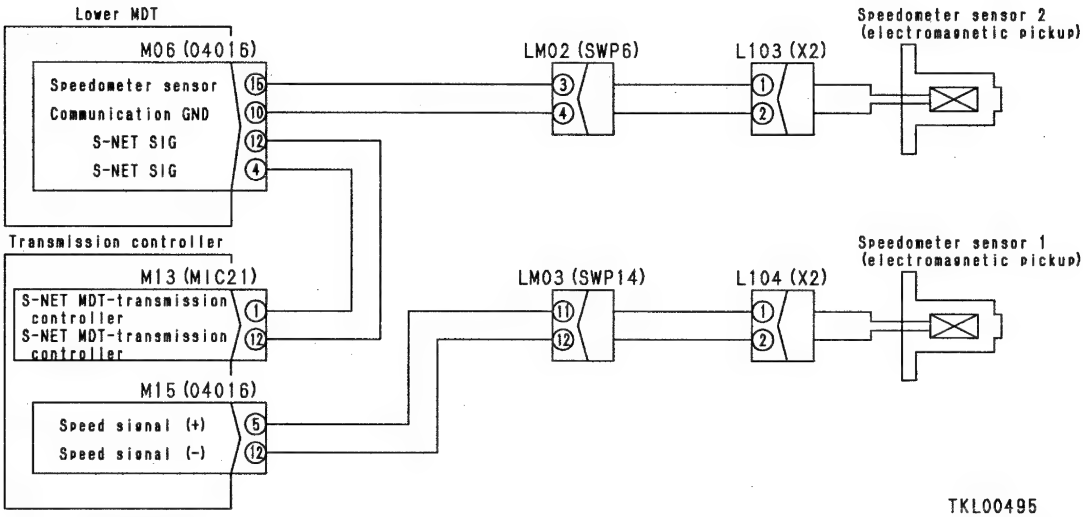 Lower MDT
M06 (04016)
Speedometer sensor
16
Communication GND
10
S-NET SIG
12
S-NET SIG
4
LM02 (SWP6)
3
4
L103 (X2)
1
2
Speedometer sensor 2
(electromagnetic pickup)
Transmission controller
M13 (MIC21)
S-NET MDT-transmission
controller
1
S-NET MDT-transmission
controller
12
M15 (04016)
Speed signal (+)
5
Speed signal (-)
12
LM03 (SWP14)
11
12
L104 (X2)
1
2
Speedometer sensor 1
(electromagnetic pickup)
TKL00495